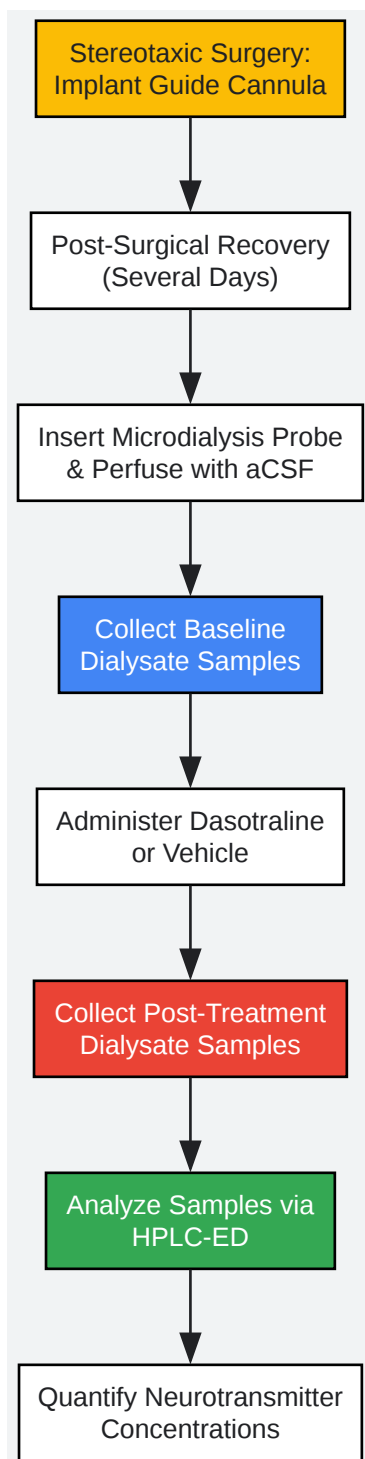 Stereotaxic Surgery:
Implant Guide Cannula
Post-Surgical Recovery
(Several Days)
Insert Microdialysis Probe
& Perfuse with aCSF
Collect Baseline
Dialysate Samples
Administer Dasotraline
or Vehicle
Collect Post-Treatment
Dialysate Samples
Analyze Samples via
HPLC-ED
Quantify Neurotransmitter
Concentrations